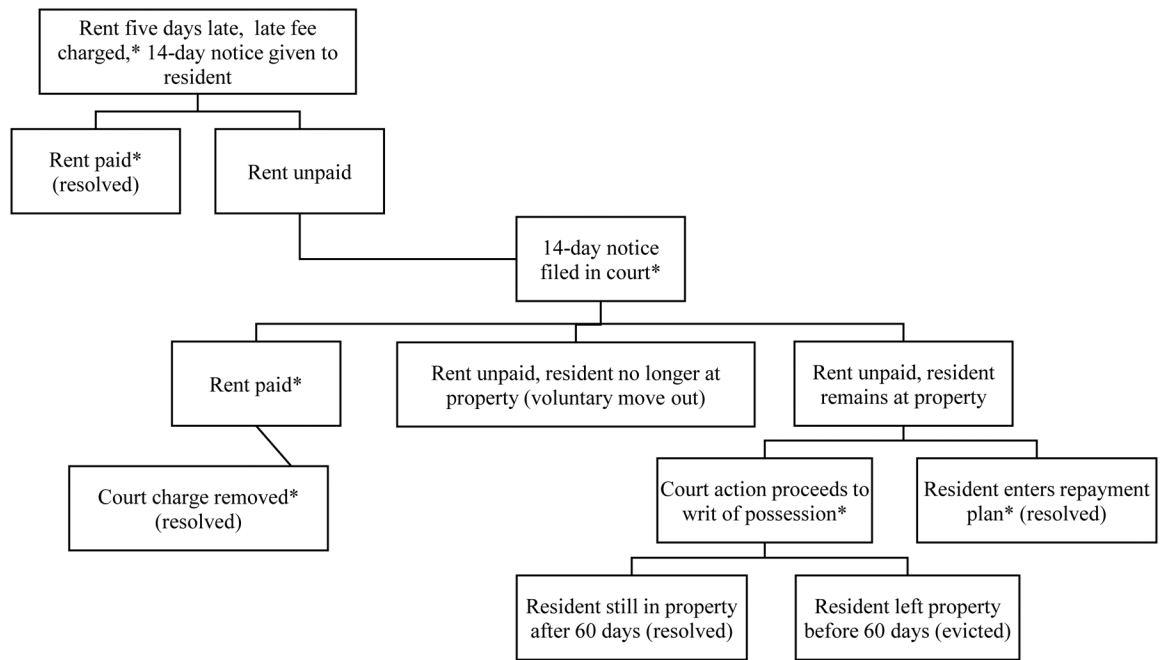 Rent five days late, late fee
charged,* 14-day notice given to
resident
Rent paid*
(resolved)
Rent unpaid
14-day notice
filed in court*
Rent paid*
Rent unpaid, resident no longer at
property (voluntary move out)
Rent unpaid, resident
remains at property
Court charge removed*
(resolved)
Court action proceeds to
writ of possession*
Resident enters repayment
plan* (resolved)
Resident still in property
after 60 days (resolved)
Resident left property
before 60 days (evicted)